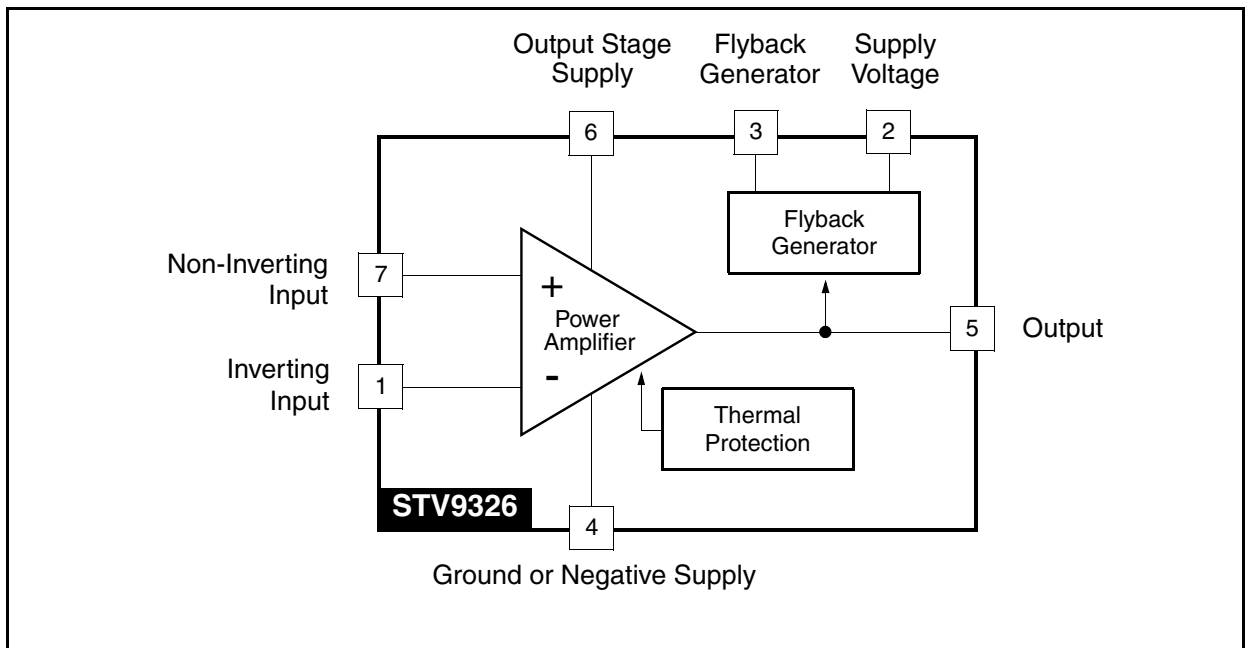 Output Stage
Supply
Flyback
Generator
Supply
Voltage
6
3
2
Flyback
Generator
Non-Inverting
Input
7
+
Power
Amplifier
-
5
Output
Inverting
Input
1
Thermal
Protection
STV9326
4
Ground or Negative Supply